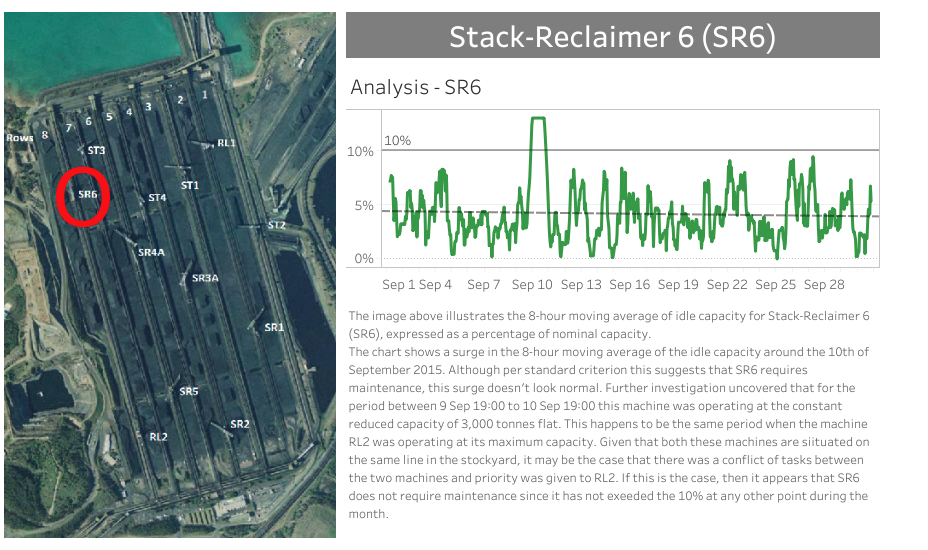 Stack-Reclaimer 6 (SR6)
Analysis - SR6
10%
10%
5%
0%
Sep 1 Sep 4 Sep 7 Sep 10 Sep 13 Sep 16 Sep 19 Sep 22 Sep 25 Sep 28
The image above illustrates the 8-hour moving average of idle capacity for Stack-Reclaimer 6
(SR6), expressed as a percentage of nominal capacity.
The chart shows a surge in the 8-hour moving average of the idle capacity around the 10th of
September 2015. Although per standard criterion this suggests that SR6 requires
maintenance, this surge doesn't look normal. Further investigation uncovered that for the
period between 9 Sep 19:00 to 10 Sep 19:00 this machine was operating at the constant
reduced capacity of 3,000 tonnes flat. This happens to be the same period when the machine
RL2 was operating at its maximum capacity. Given that both these machines are siituated on
the same line in the stockyard, it may be the case that there was a conflict of tasks between
the two machines and priority was given to RL2. If this is the case, then it appears that SR6
does not require maintenance since it has not exeeded the 10% at any other point during the
month.
Rows 8 7 6 5 4 3 2 1
ST3
RL1
SR6
ST1
ST4
ST2
SR4A
SR3A
SR1
SR5
RL2
SR2